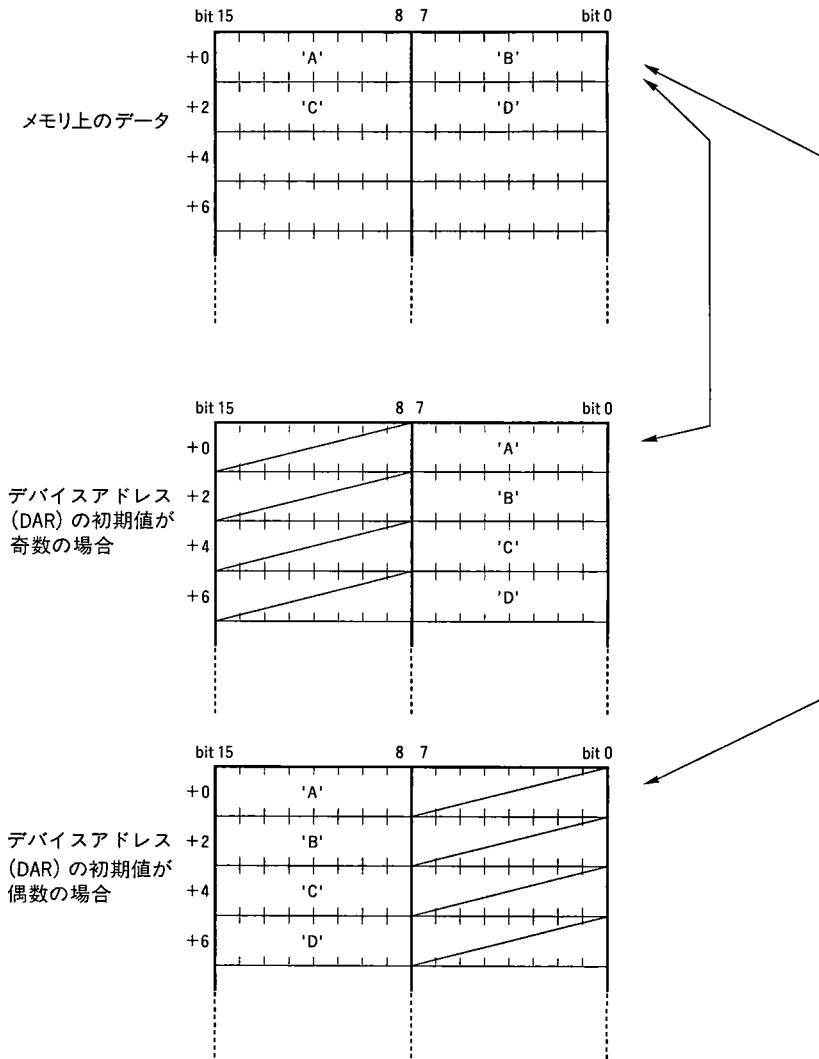 bit 15 8 7 bit 0
+0 'A' 'B'
メモリ上のデータ +2 'C' 'D'
+4
+6
bit 15 8 7 bit 0
+0 'A'
デバイスアドレス +2 'B'
(DAR) の初期値が
奇数の場合 +4 'C'
+6 'D'
bit 15 8 7 bit 0
+0 'A'
デバイスアドレス +2 'B'
(DAR) の初期値が
偶数の場合 +4 'C'
+6 'D'